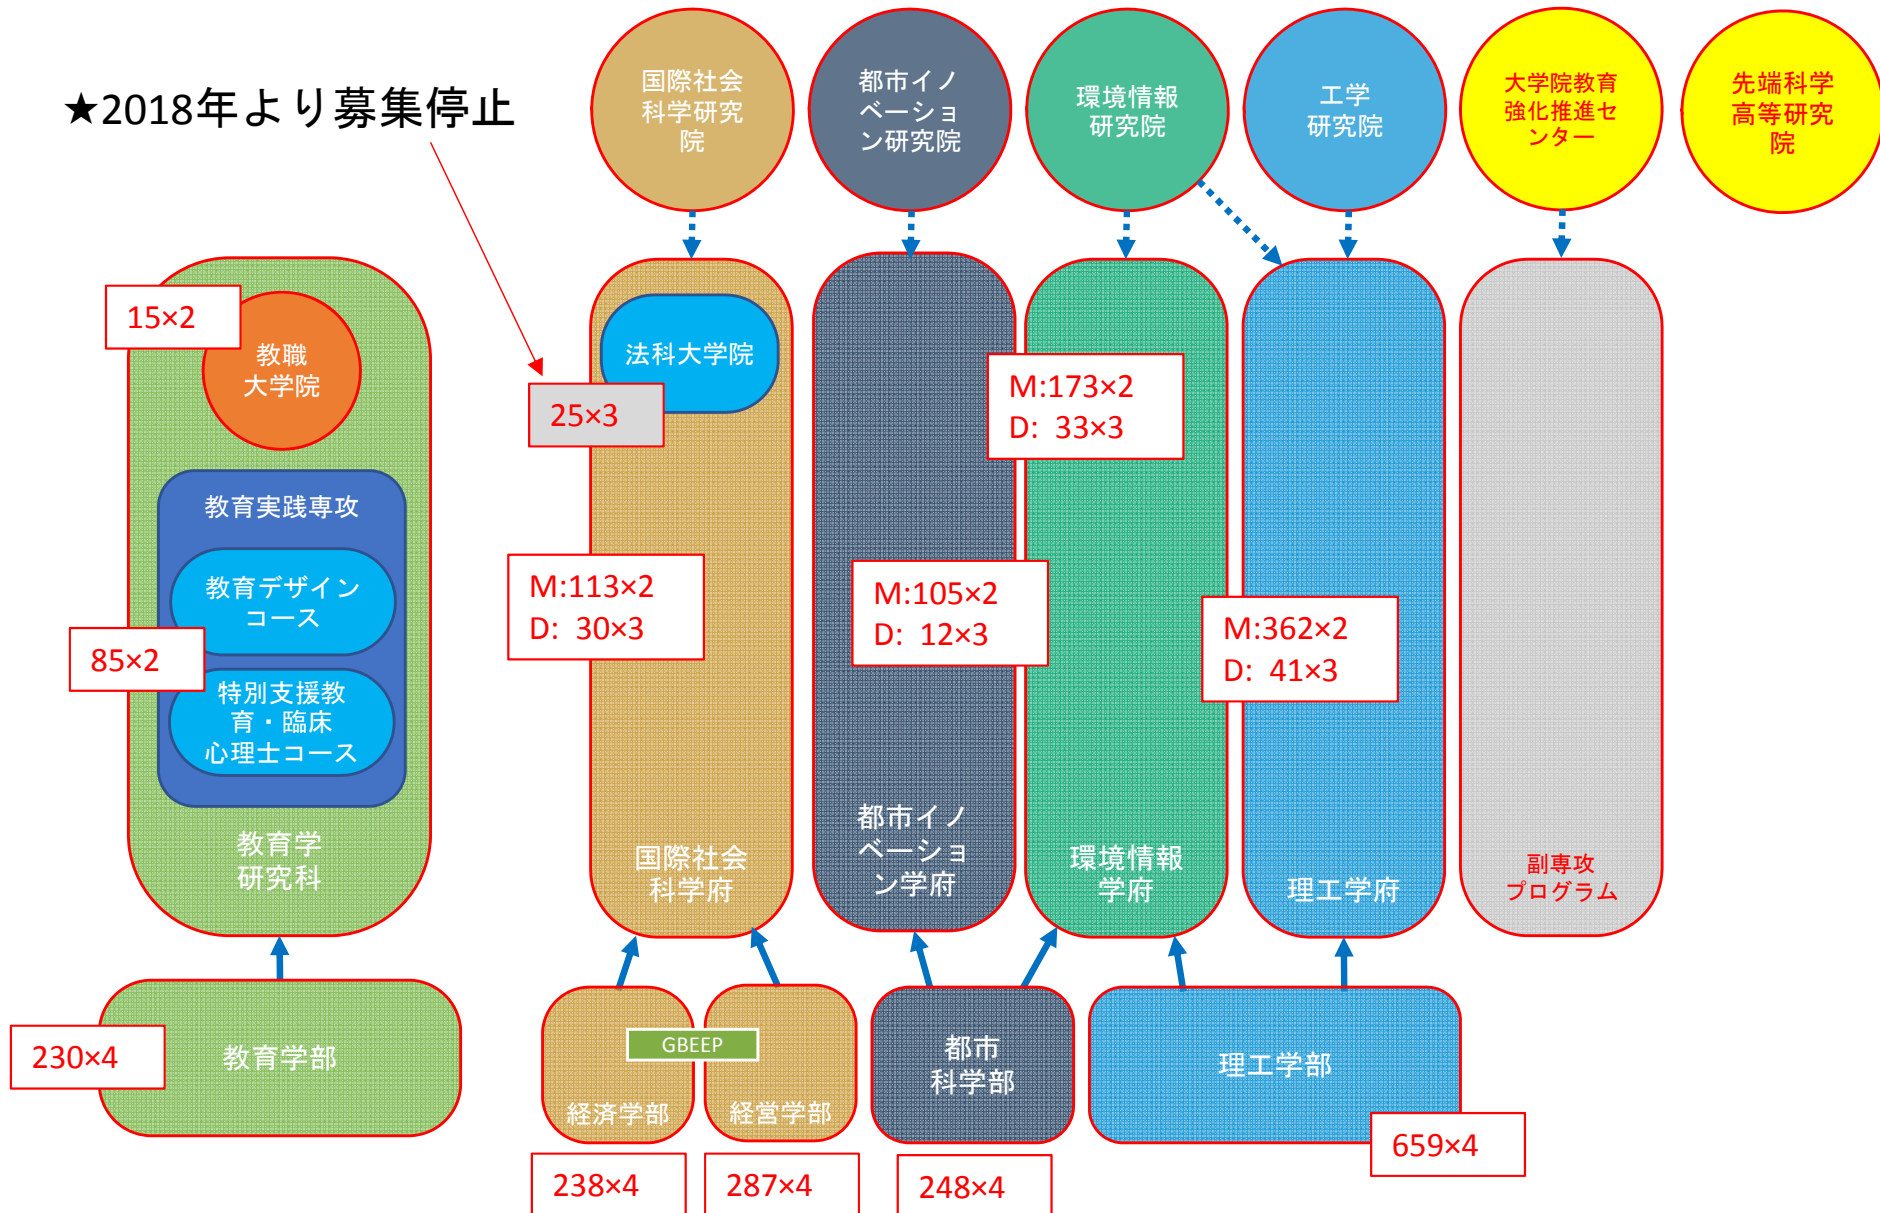 ★2018年より募集停止
国際社会
科学研究
院
都市イノ
ベーショ
ン研究院
環境情報
研究院
工学
研究院
大学院教育
強化推進セ
ンター
先端科学
高等研究
院
15×2
教職
大学院
教育実践専攻
教育デザイン
コース
85×2
特別支援教
育・臨床
心理士コース
教育学
研究科
法科大学院
25×3
M:113×2
D: 30×3
国際社会
科学府
M:105×2
D: 12×3
都市イノ
ベーショ
ン学府
M:173×2
D: 33×3
環境情報
学府
M:362×2
D: 41×3
理工学府
副専攻
プログラム
230×4
教育学部
GBEEP
経済学部
経営学部
都市
科学部
理工学部
238×4
287×4
248×4
659×4